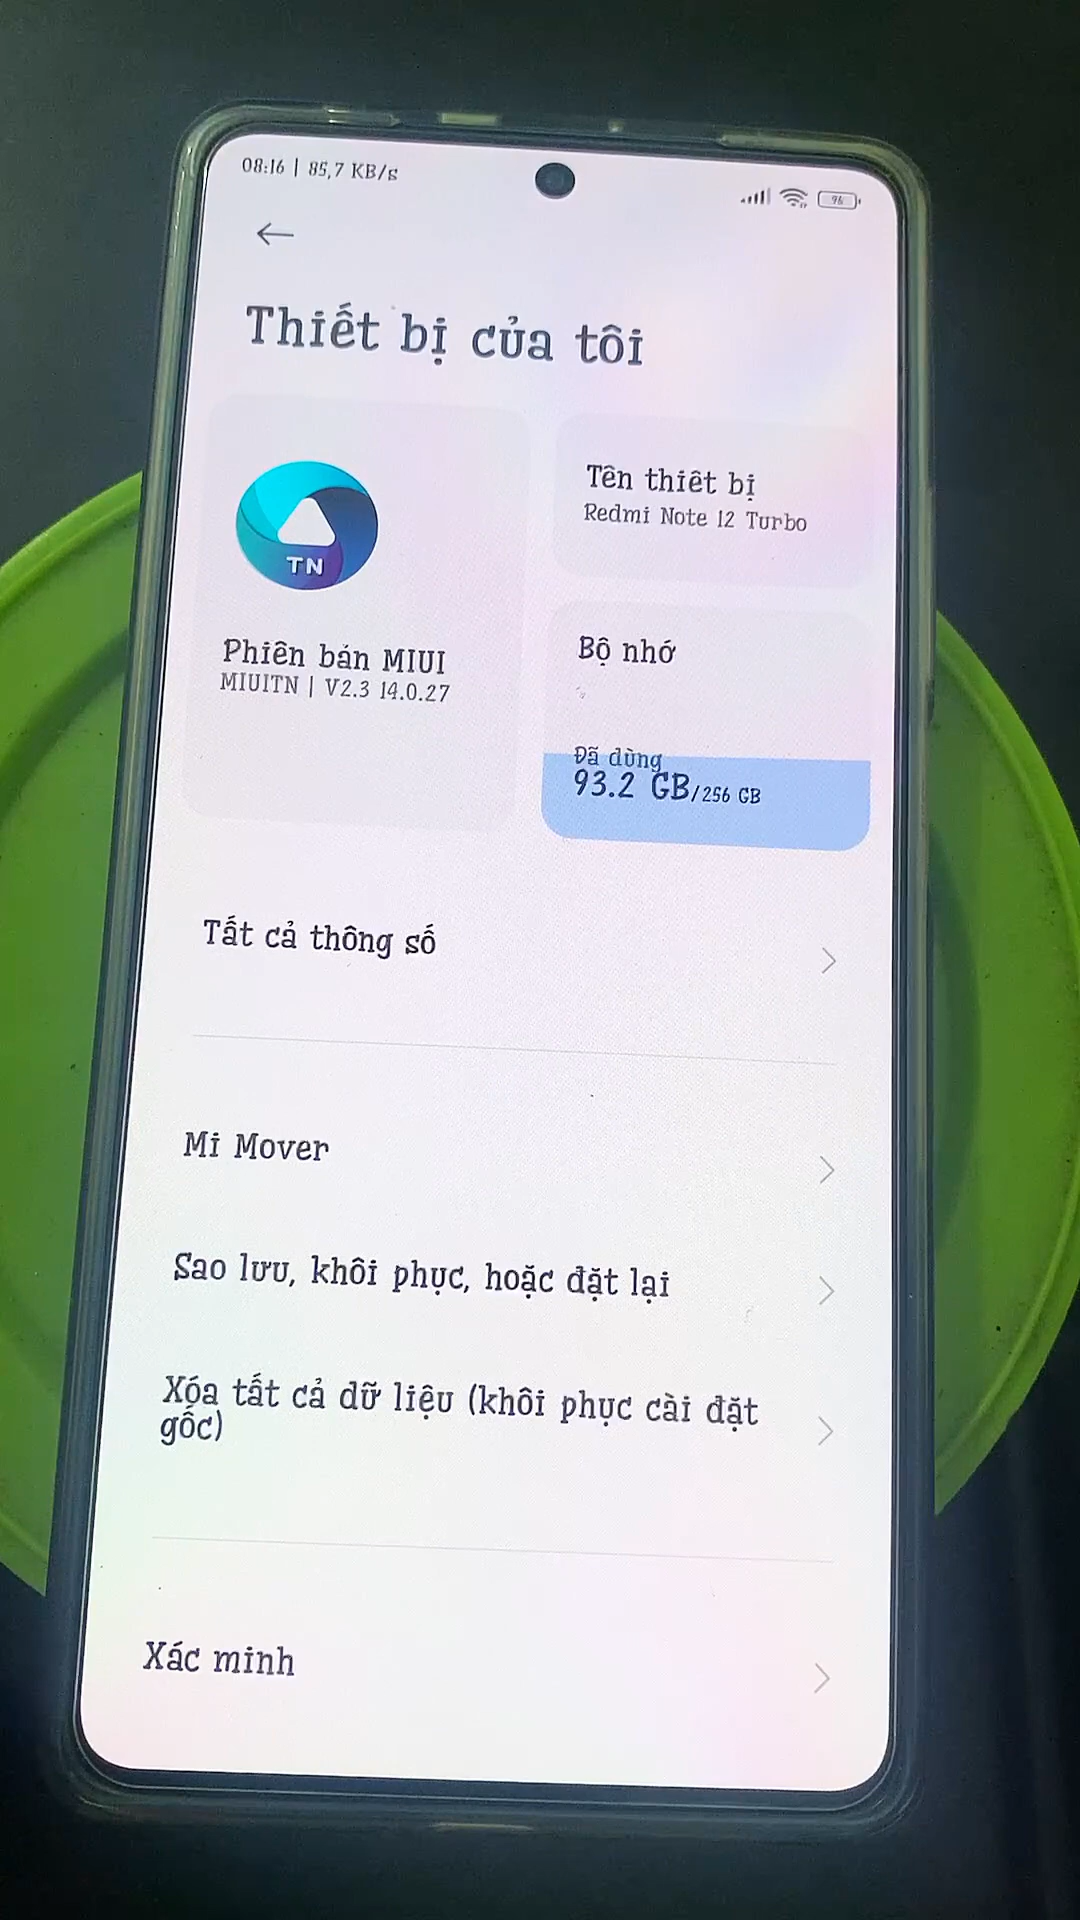 08:16 | 85,7 KB/s
96
Thiết bị của tôi
TN
Phiên bản MIUI
MIUITN | V2.3 14.0.27
Tên thiết bị
Redmi Note 12 Turbo
Bộ nhớ
Đã dùng
93.2 GB/256 GB
Tất cả thông số
Mi Mover
Sao lưu, khôi phục, hoặc đặt lại
Xóa tất cả dữ liệu (khôi phục cài đặt
gốc)
Xác minh